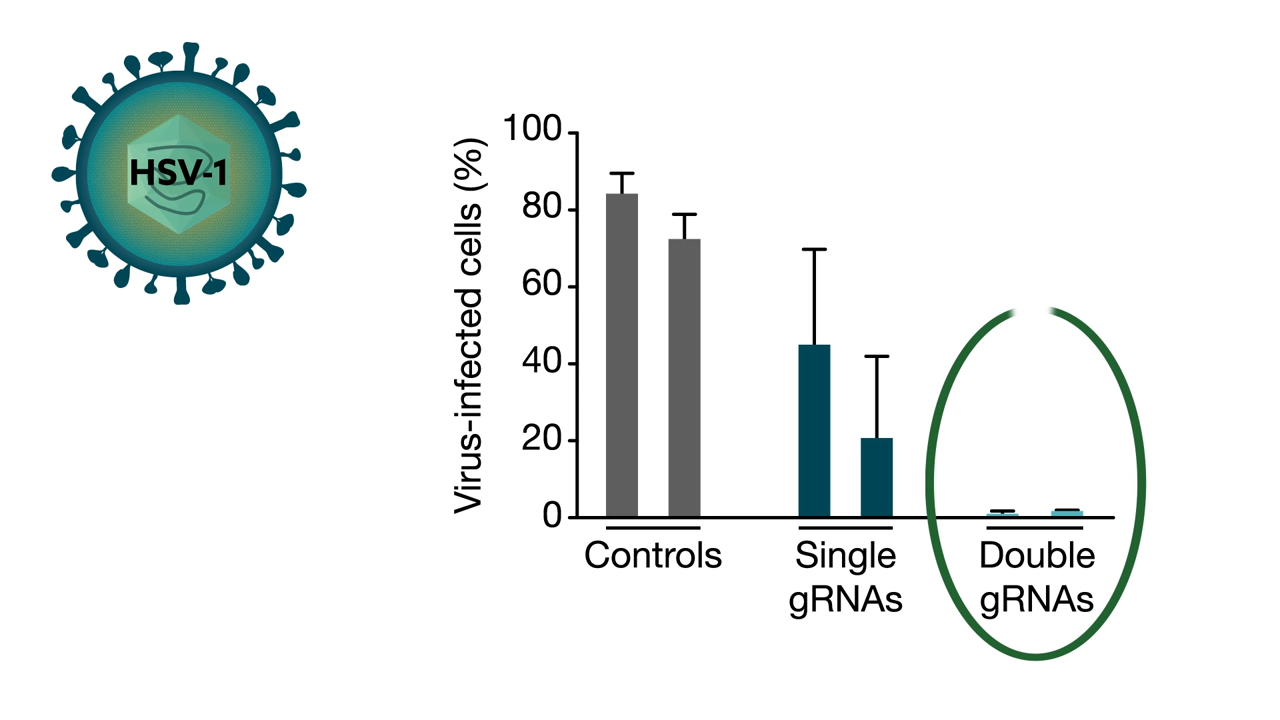 HSV-1
Virus-infected cells (%)
100
80
60
40
20
0
Controls
Single
gRNAs
Double
gRNAs